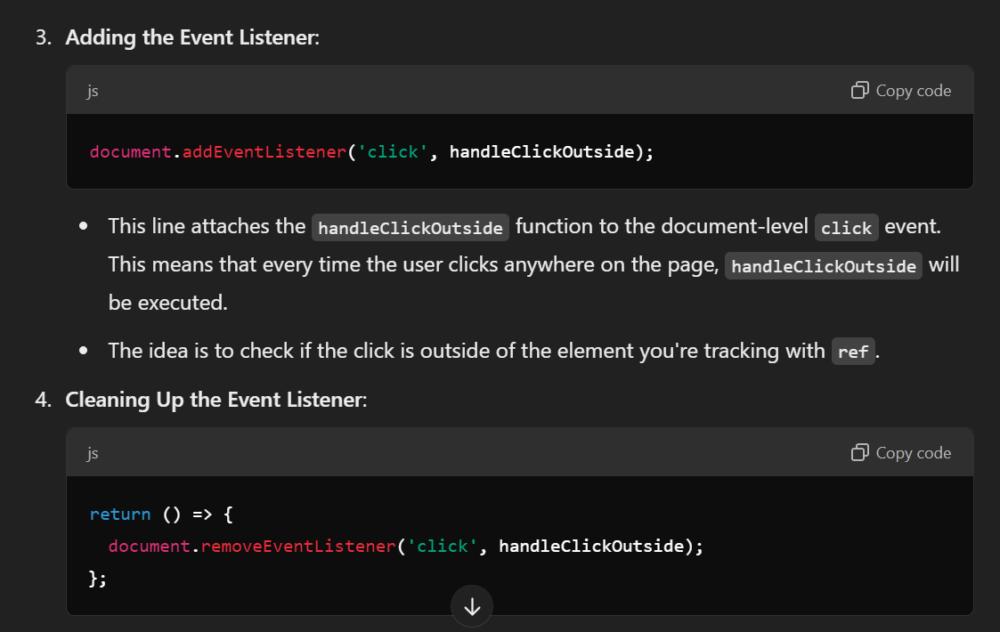 3. Adding the Event Listener:
js
Copy code
document.addEventListener('click', handleClickOutside);
This line attaches the handleClickOutside function to the document-level click event.
This means that every time the user clicks anywhere on the page, handleClickOutside will
be executed.
The idea is to check if the click is outside of the element you're tracking with ref.
4. Cleaning Up the Event Listener:
js
Copy code
return () => {
  document.removeEventListener('click', handleClickOutside);
};